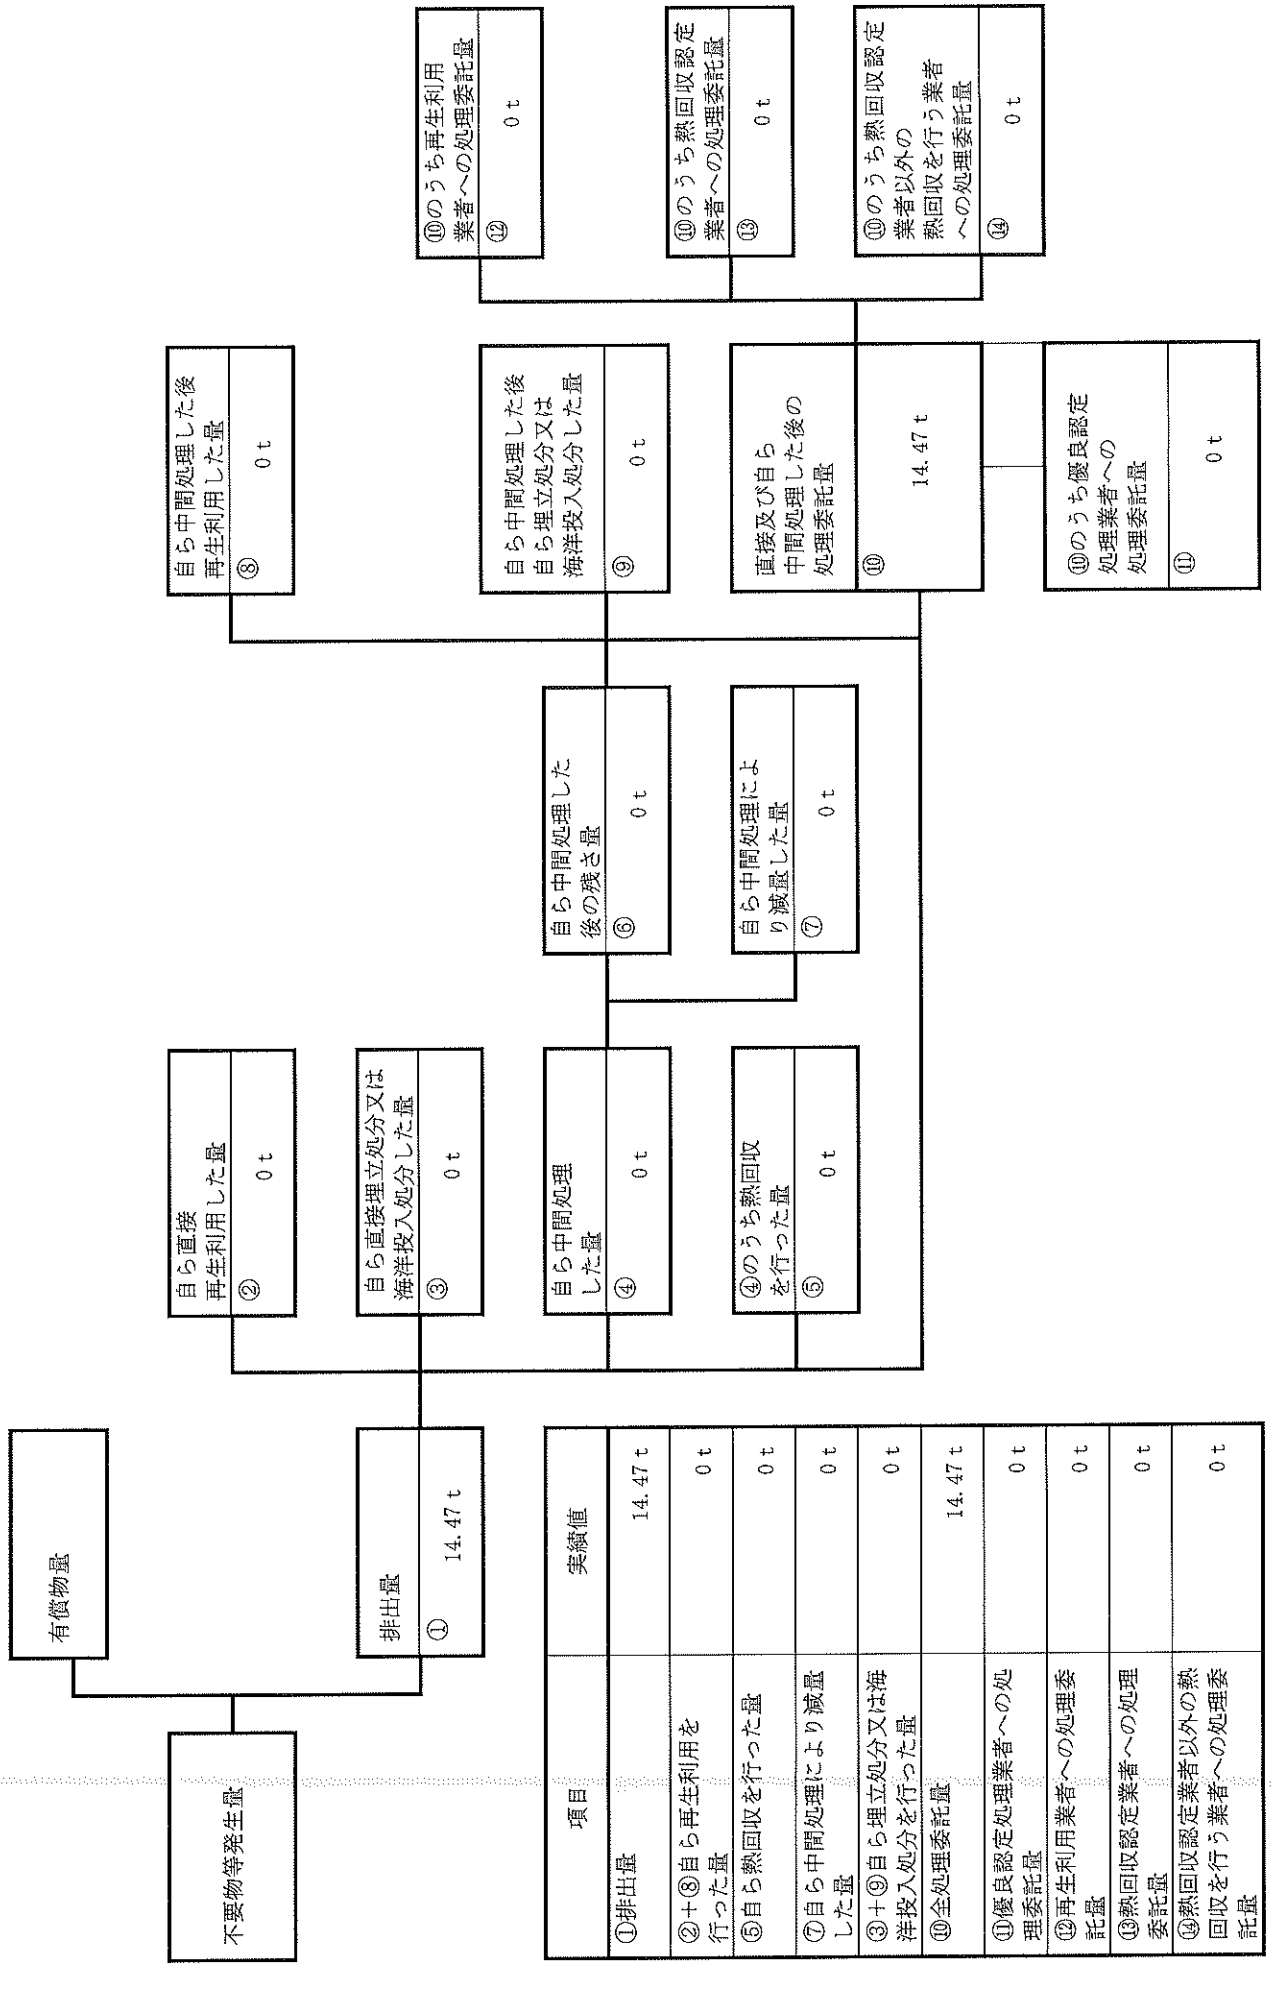 有償物量
不要物等発生量
排出量
① 14.47 t
自ら直接
再生利用した量
② 0 t
自ら直接埋立処分又は
海洋投入処分した量
③ 0 t
自ら中間処理
した量
④ 0 t
④のうち熱回収
を行った量
⑤ 0 t
自ら中間処理した
後の残さ量
⑥ 0 t
自ら中間処理によ
り減量した量
⑦ 0 t
自ら中間処理した後
再生利用した量
⑧ 0 t
自ら中間処理した後
自ら埋立処分又は
海洋投入処分した量
⑨ 0 t
直接及び自ら
中間処理した後の
処理委託量
⑩ 14.47 t
⑩のうち優良認定
処理業者への
処理委託量
⑪ 0 t
⑩のうち再生利用
業者への処理委託量
⑫ 0 t
⑩のうち熱回収認定
業者への処理委託量
⑬ 0 t
⑩のうち熱回収認定
業者以外の
熱回収を行う業者
への処理委託量
⑭ 0 t
項目 実績値
①排出量 14.47 t
②+⑧自ら再生利用を
行った量 0 t
⑤自ら熱回収を行った量 0 t
⑦自ら中間処理により減量
した量 0 t
③+⑨自ら埋立処分又は海
洋投入処分を行った量 0 t
⑩全処理委託量 14.47 t
⑪優良認定処理業者への処
理委託量 0 t
⑫再生利用業者への処理委
託量 0 t
⑬熱回収認定業者への処理
委託量 0 t
⑭熱回収認定業者以外の熱
回収を行う業者への処理委
託量 0 t